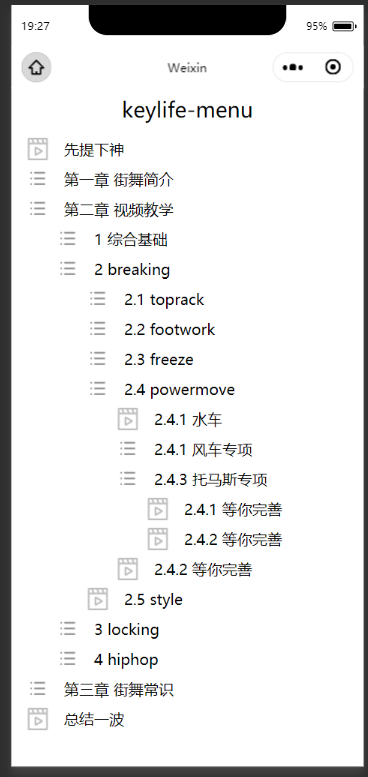 19:27
95%
Weixin
keylife-menu
先提下神
第一章 街舞简介
第二章 视频教学
1 综合基础
2 breaking
2.1 toprack
2.2 footwork
2.3 freeze
2.4 powermove
2.4.1 水车
2.4.1 风车专项
2.4.3 托马斯专项
2.4.1 等你完善
2.4.2 等你完善
2.4.2 等你完善
2.5 style
3 locking
4 hiphop
第三章 街舞常识
总结一波